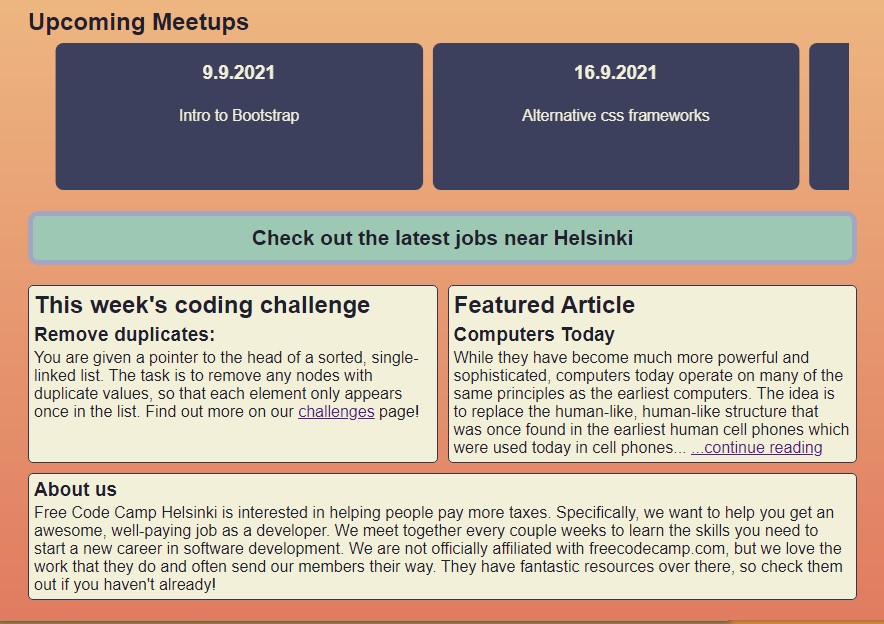 Upcoming Meetups
9.9.2021
Intro to Bootstrap
16.9.2021
Alternative css frameworks
Check out the latest jobs near Helsinki
This week's coding challenge
Remove duplicates:
You are given a pointer to the head of a sorted, single-
linked list. The task is to remove any nodes with
duplicate values, so that each element only appears
once in the list. Find out more on our challenges page!
Featured Article
Computers Today
While they have become much more powerful and
sophisticated, computers today operate on many of the
same principles as the earliest computers. The idea is
to replace the human-like, human-like structure that
was once found in the earliest human cell phones which
were used today in cell phones... ...continue reading
About us
Free Code Camp Helsinki is interested in helping people pay more taxes. Specifically, we want to help you get an
awesome, well-paying job as a developer. We meet together every couple weeks to learn the skills you need to
start a new career in software development. We are not officially affiliated with freecodecamp.com, but we love the
work that they do and often send our members their way. They have fantastic resources over there, so check them
out if you haven't already!